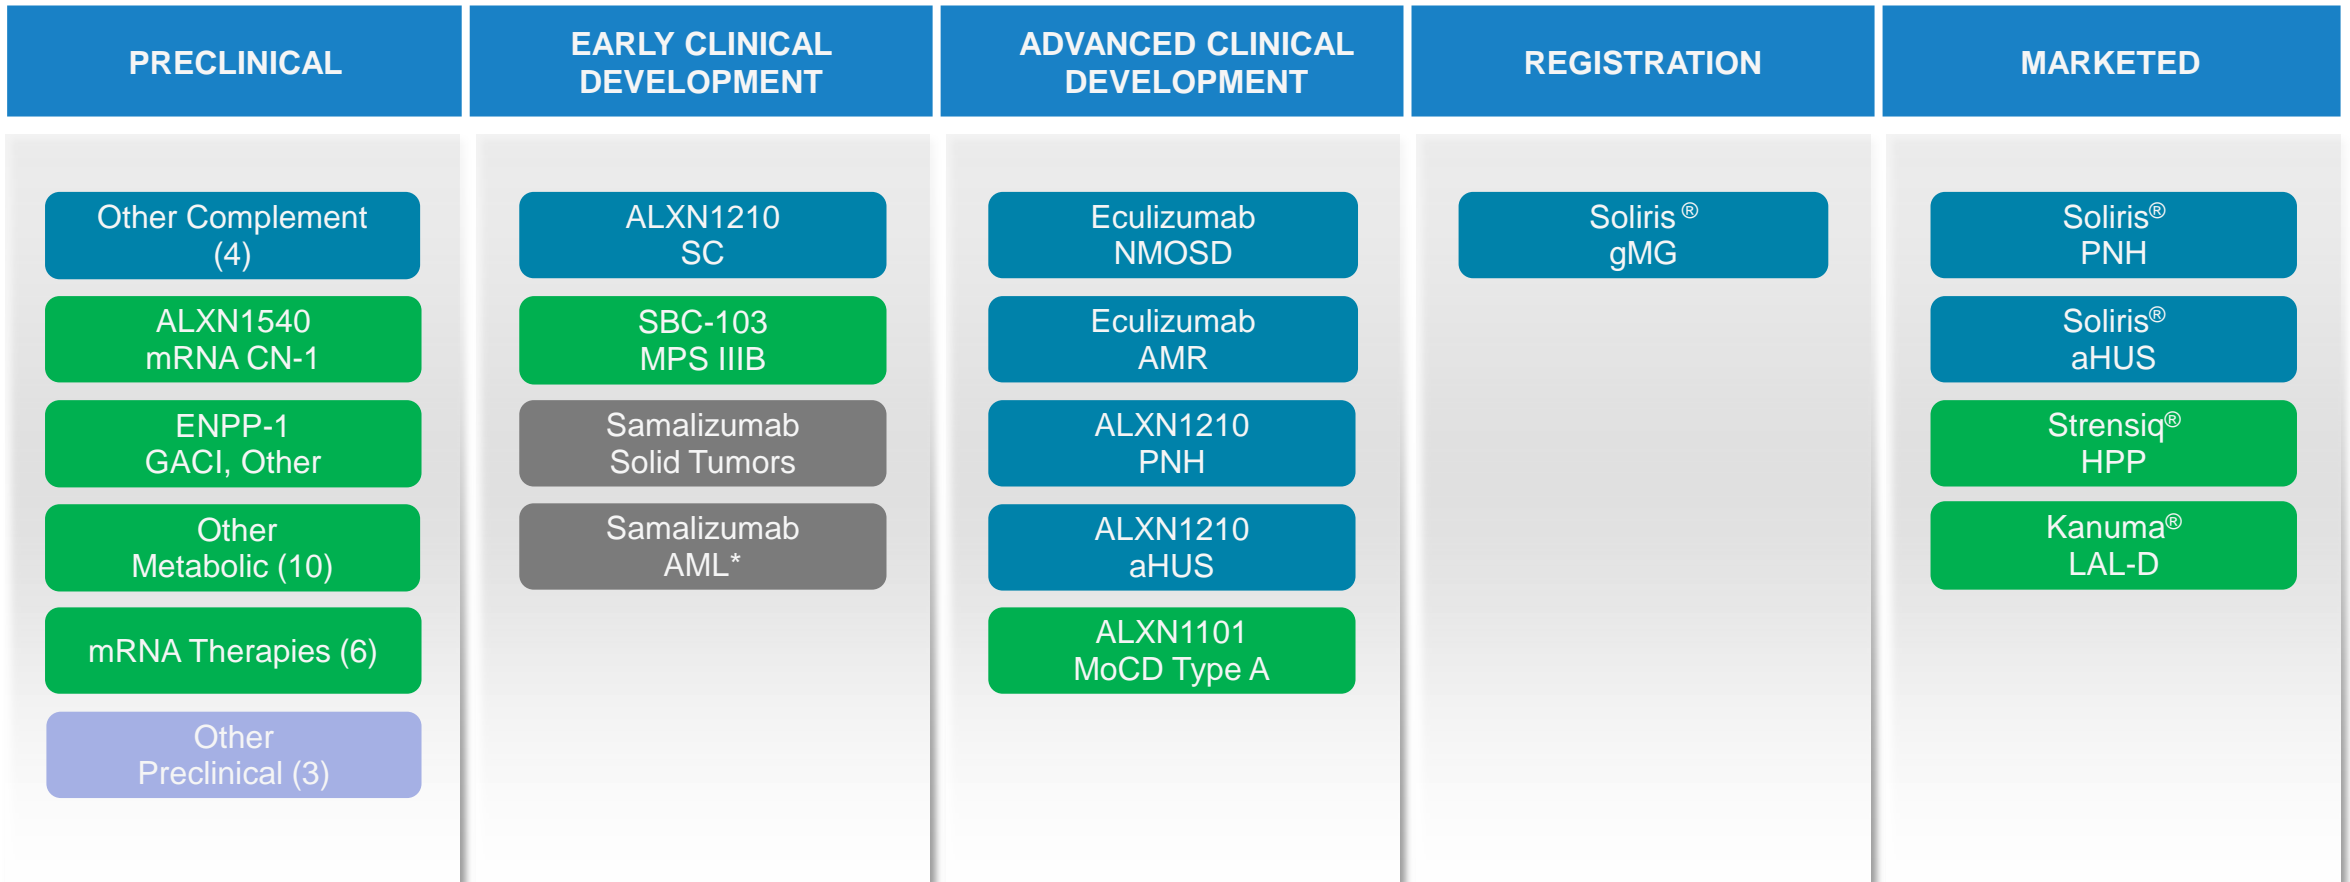 PRECLINICAL
EARLY CLINICAL
DEVELOPMENT
ADVANCED CLINICAL
DEVELOPMENT
REGISTRATION
MARKETED
Other Complement
(4)
ALXN1540
mRNA CN-1
ENPP-1
GACI, Other
Other
Metabolic (10)
mRNA Therapies (6)
Other
Preclinical (3)
ALXN1210
SC
SBC-103
MPS IIIB
Samalizumab
Solid Tumors
Samalizumab
AML*
Eculizumab
NMOSD
Eculizumab
AMR
ALXN1210
PNH
ALXN1210
aHUS
ALXN1101
MoCD Type A
Soliris ®
gMG
Soliris®
PNH
Soliris®
aHUS
Strensiq®
HPP
Kanuma®
LAL-D